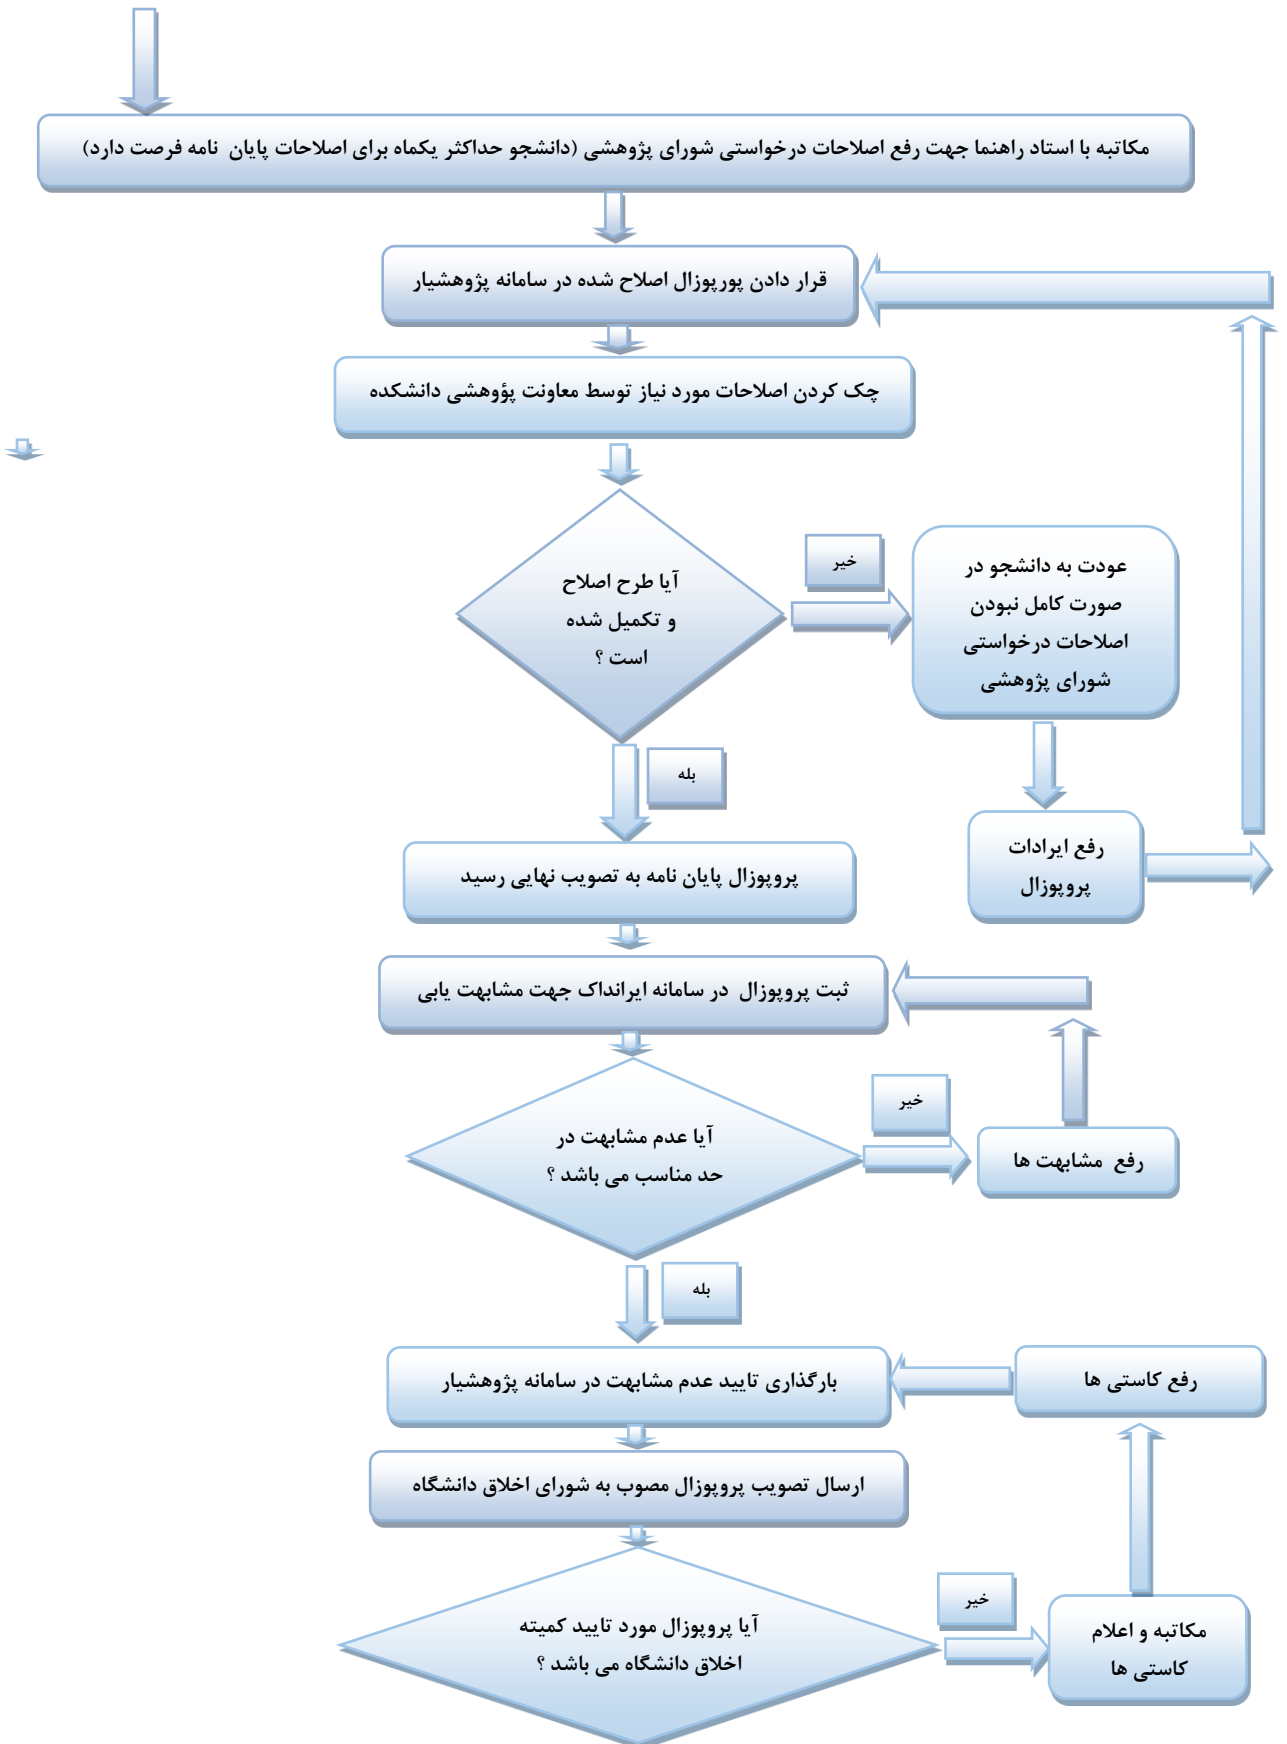 مکاتبه با استاد راهنما جهت رفع اصلاحات درخواستی شورای پژوهشی (دانشجو حداکثر یکماه برای اصلاحات پایان نامه فرصت دارد)
قرار دادن پورپوزال اصلاح شده در سامانه پژوهشیار
چک کردن اصلاحات مورد نیاز توسط معاونت پؤوهشی دانشکده
آیا طرح اصلاح
و تکمیل شده
است ؟
خیر
عودت به دانشجو در
صورت کامل نبودن
اصلاحات درخواستی
شورای پژوهشی
بله
رفع ایرادات
پروپوزال
پروپوزال پایان نامه به تصویب نهایی رسید
ثبت پروپوزال در سامانه ایرانداک جهت مشابهت یابی
آیا عدم مشابهت در
حد مناسب می باشد ؟
خیر
رفع مشابهت ها
بله
بارگذاری تایید عدم مشابهت در سامانه پژوهشیار
رفع کاستی ها
ارسال تصویب پروپوزال مصوب به شورای اخلاق دانشگاه
آیا پروپوزال مورد تایید کمیته
اخلاق دانشگاه می باشد ؟
خیر
مکاتبه و اعلام
کاستی ها